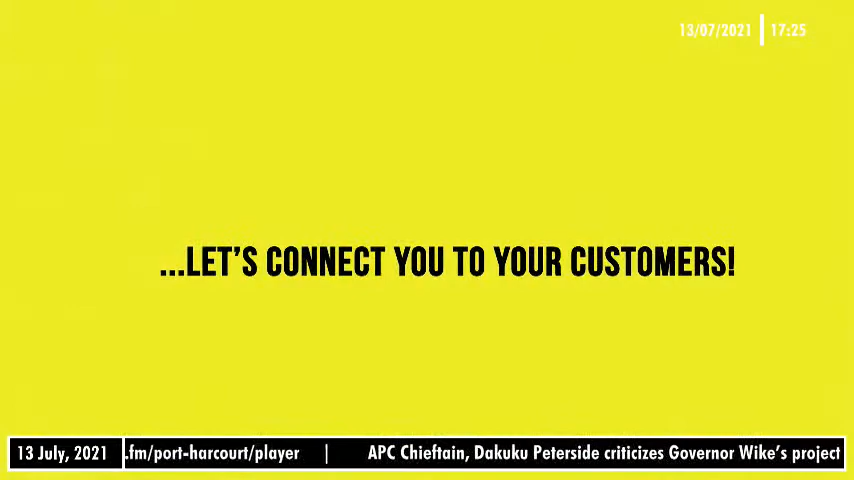 13/07/2021 | 17:25
...LET'S CONNECT YOU TO YOUR CUSTOMERS!
13 July, 2021 .fm/port-harcourt/player | APC Chieftain, Dakuku Peterside criticizes Governor Wike's project